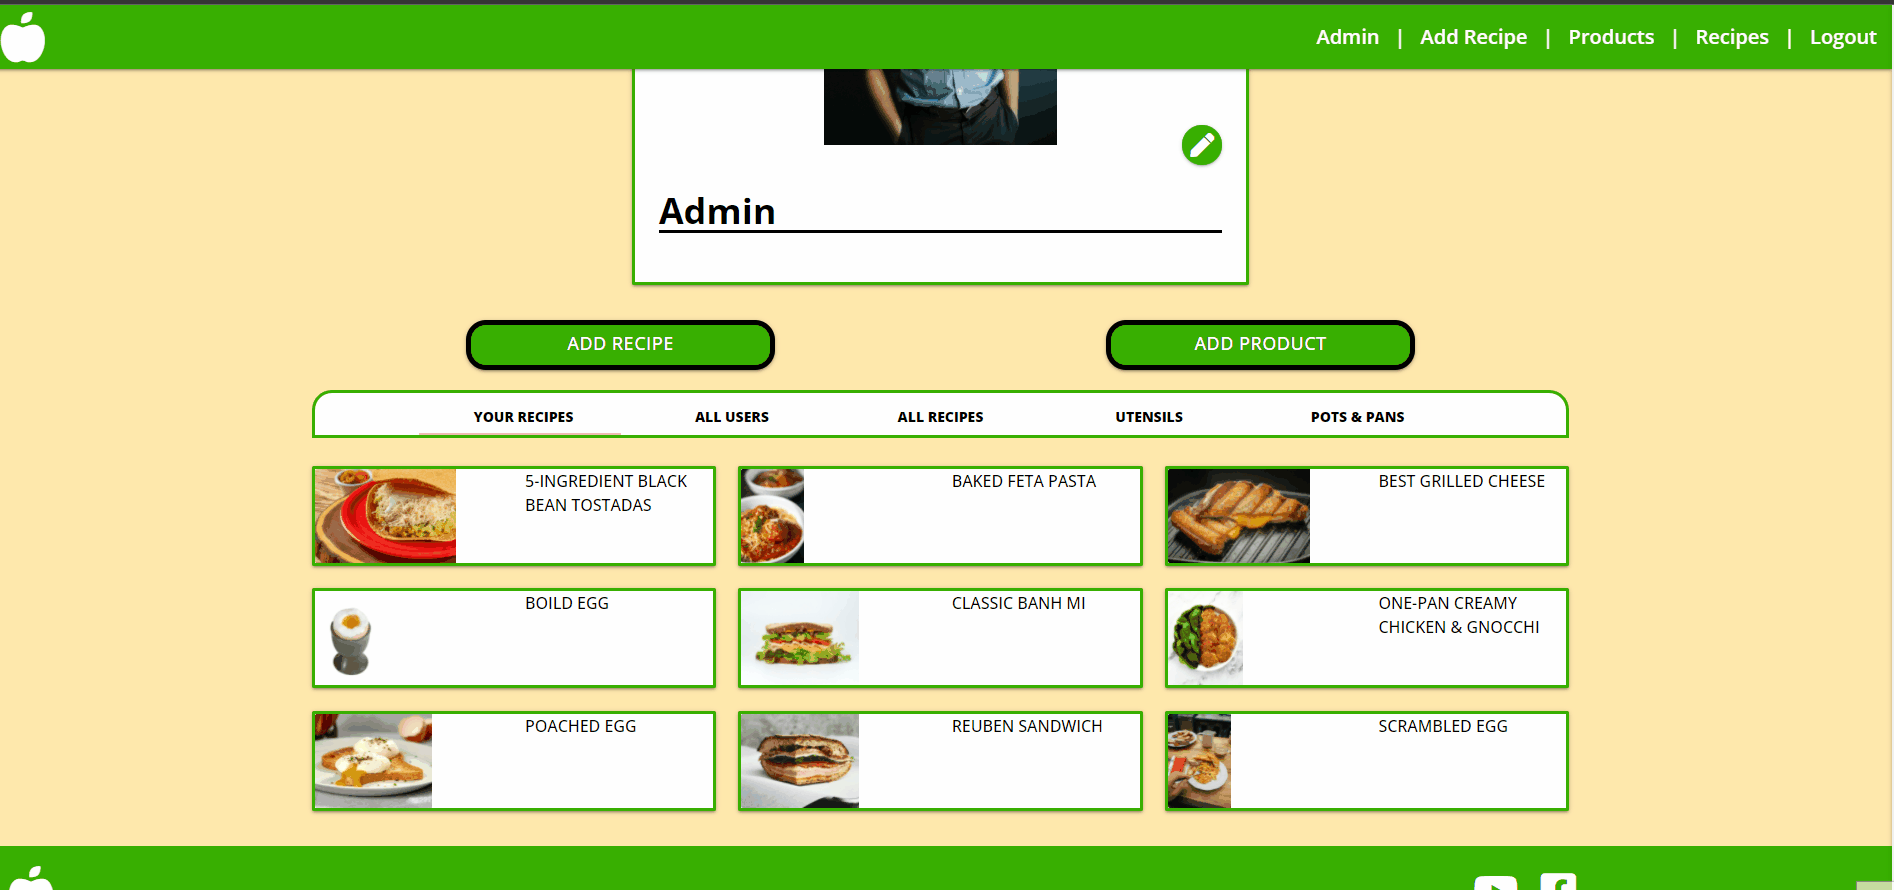 Admin | Add Recipe | Products | Recipes | Logout
Admin
ADD RECIPE
ADD PRODUCT
YOUR RECIPES
ALL USERS
ALL RECIPES
UTENSILS
POTS & PANS
5-INGREDIENT BLACK
BEAN TOSTADAS
BAKED FETA PASTA
BEST GRILLED CHEESE
BOILD EGG
CLASSIC BANH MI
ONE-PAN CREAMY
CHICKEN & GNOCCHI
POACHED EGG
REUBEN SANDWICH
SCRAMBLED EGG